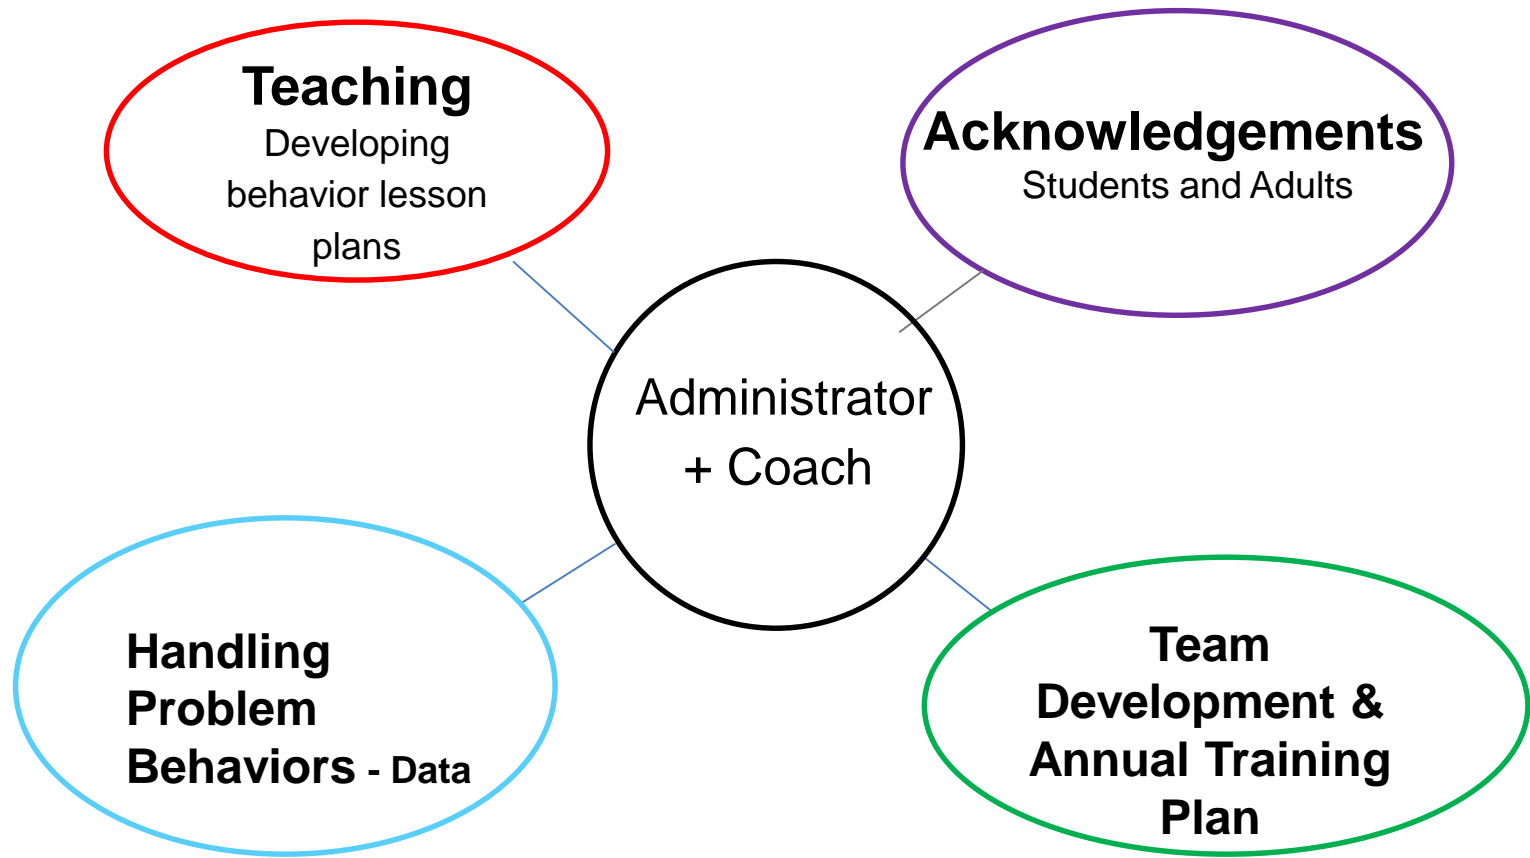 Teaching
Developing
behavior lesson
plans
Acknowledgements
Students and Adults
Administrator
+ Coach
Handling
Problem
Behaviors - Data
Team
Development &
Annual Training
Plan